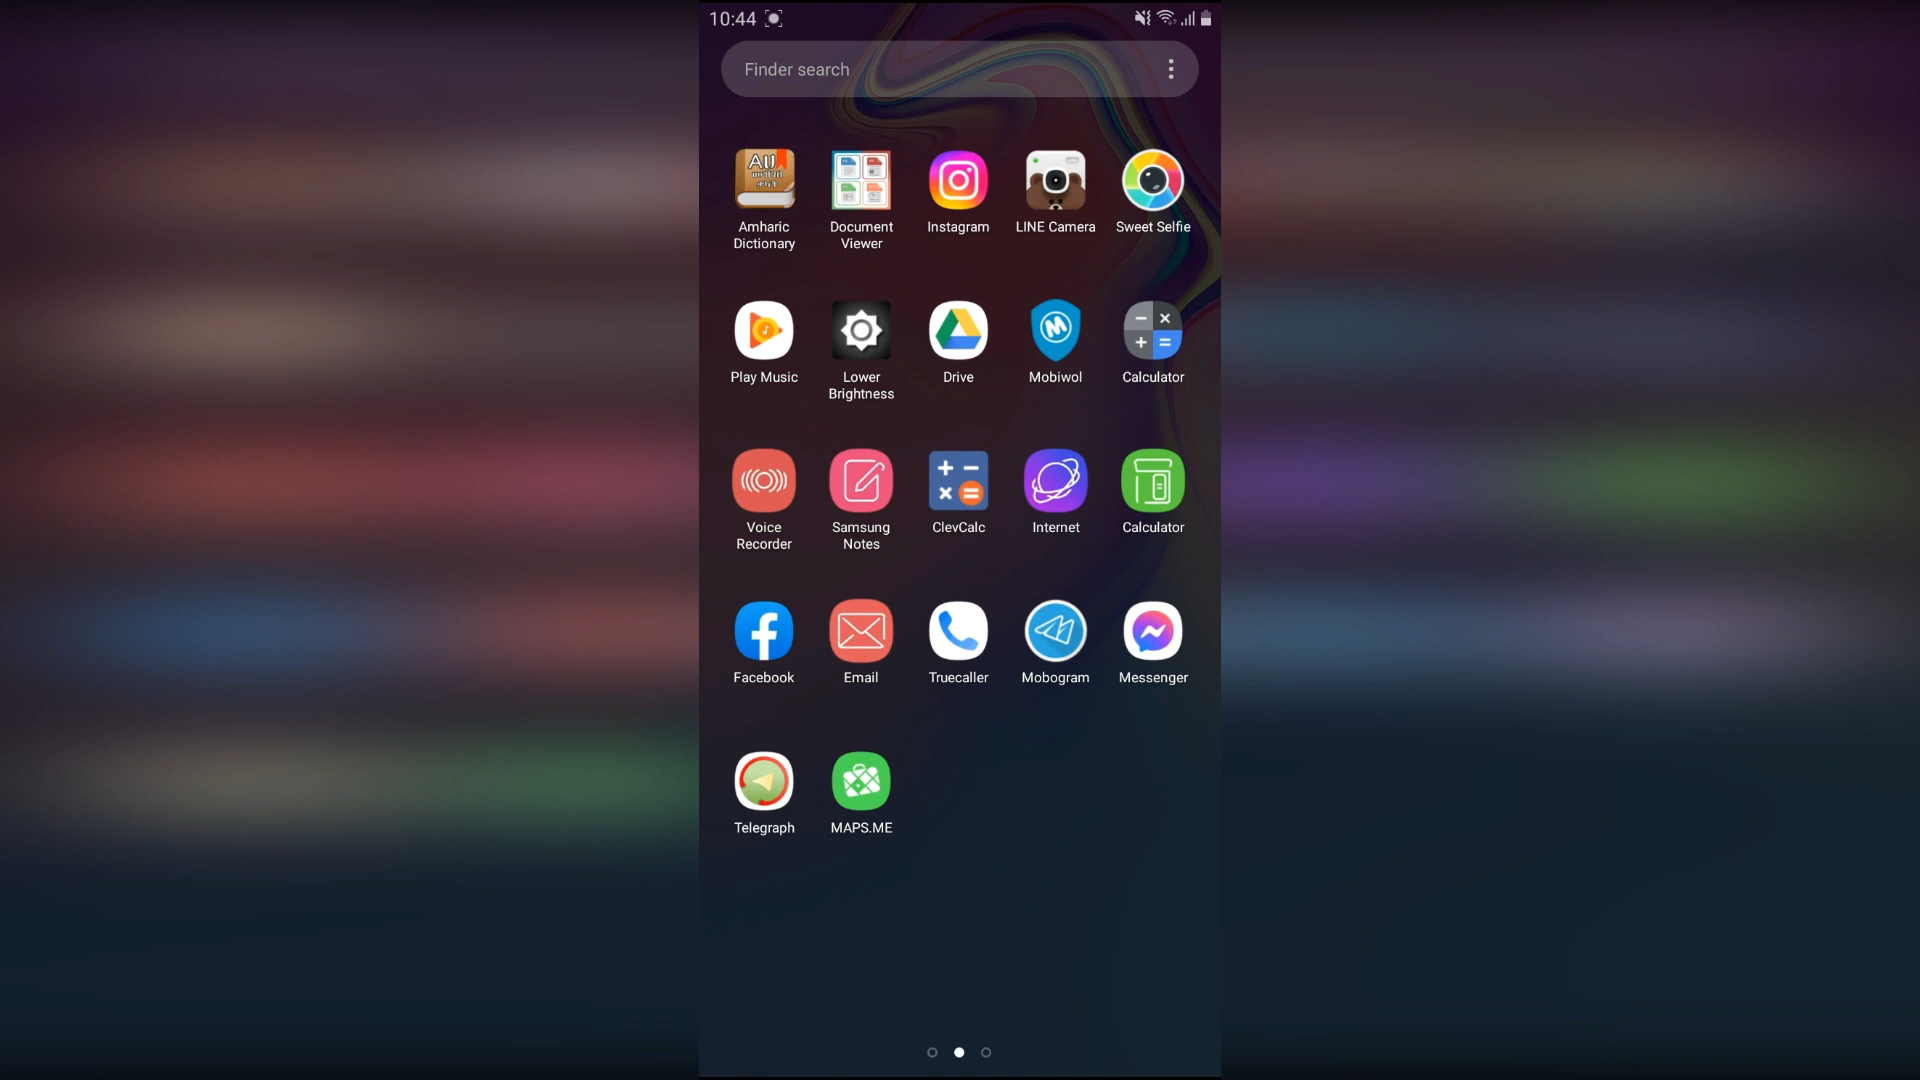 10:44
Finder search
Amharic Dictionary
Document Viewer
Instagram
LINE Camera
Sweet Selfie
Play Music
Lower Brightness
Drive
Mobiwol
Calculator
Voice Recorder
Samsung Notes
ClevCalc
Internet
Calculator
Facebook
Email
Truecaller
Mobogram
Messenger
Telegraph
MAPS.ME